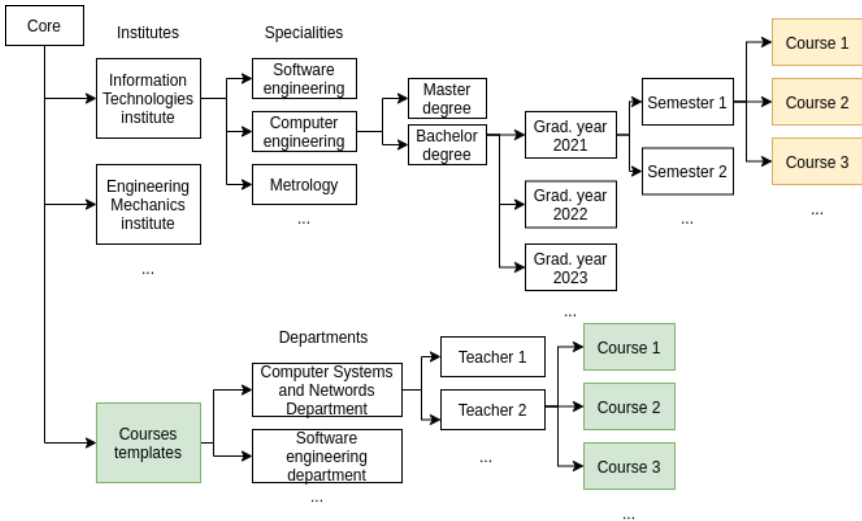 Core
Institutes
Specialities
Information
Technologies
institute
Software
engineering
Computer
engineering
Metrology
...
Master
degree
Bachelor
degree
Grad. year
2021
Grad. year
2022
Grad. year
2023
...
Semester 1
Semester 2
...
Course 1
Course 2
Course 3
...
Engineering
Mechanics
institute
...
Departments
Courses
templates
Computer Systems
and Networds
Department
Software
engineering
department
...
Teacher 1
Teacher 2
...
Course 1
Course 2
Course 3
...